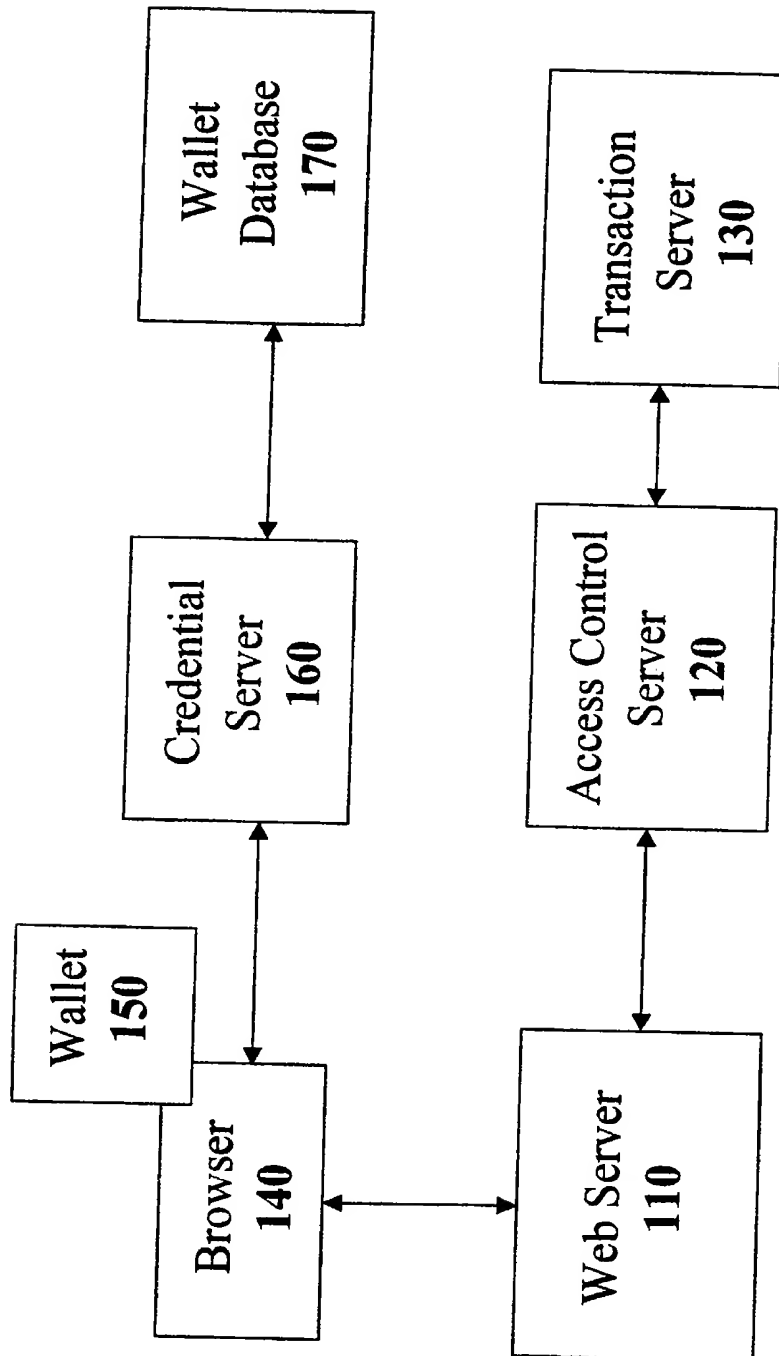 Wallet
150
Browser
140
Credential
Server
160
Wallet
Database
170
Web Server
110
Access Control
Server
120
Transaction
Server
130